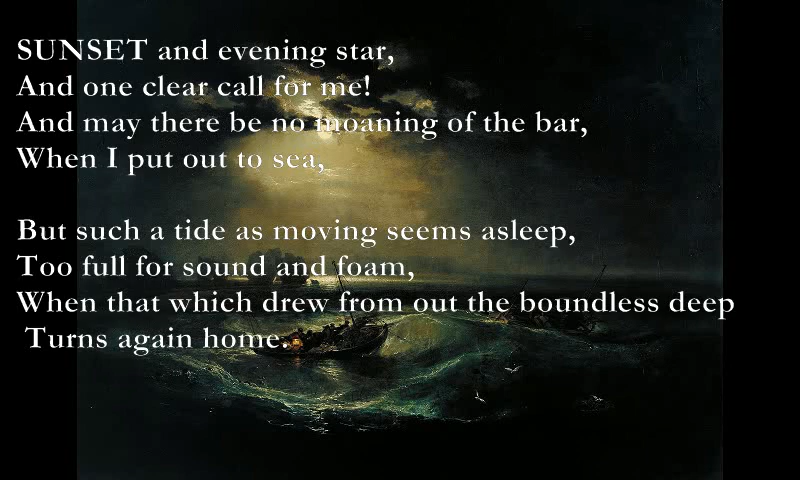 SUNSET and evening star,
And one clear call for me!
And may there be no moaning of the bar,
When I put out to sea,
But such a tide as moving seems asleep,
Too full for sound and foam,
When that which drew from out the boundless deep
Turns again home.